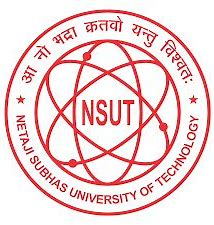 आ नो भद्राः क्रतवो यन्तु विश्वतः
NSUT
NETAJI SUBHAS UNIVERSITY OF TECHNOLOGY